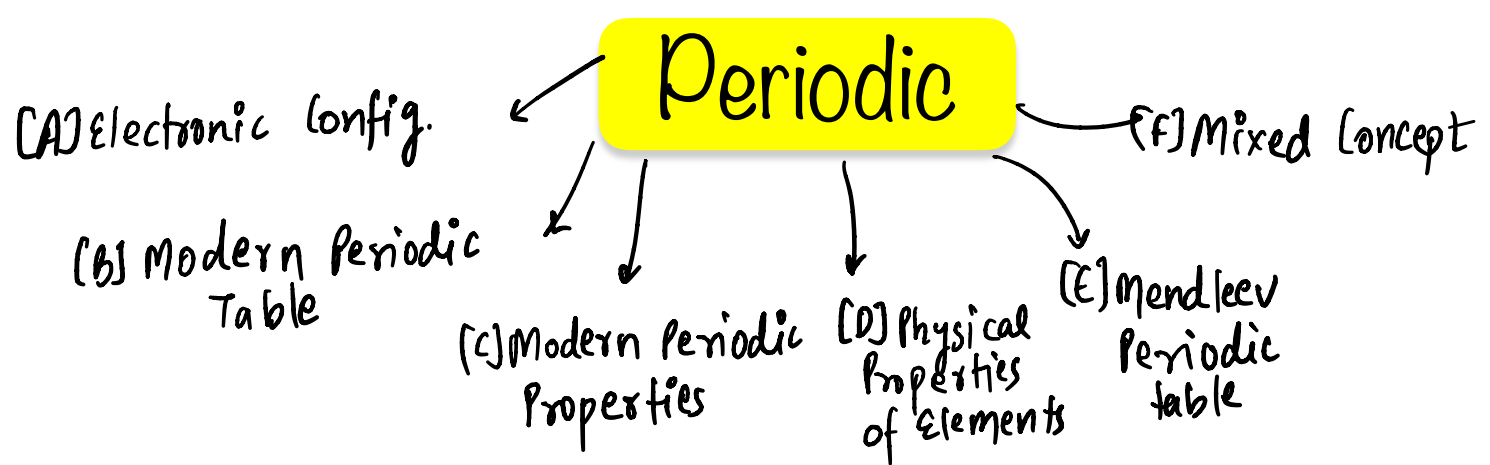 Periodic
[A] Electronic Config.
[B] Modern Periodic
Table
[C] Modern Periodic
Properties
[D] Physical
Properties
of Elements
[E] Mendleev
Periodic
table
[F] Mixed Concept